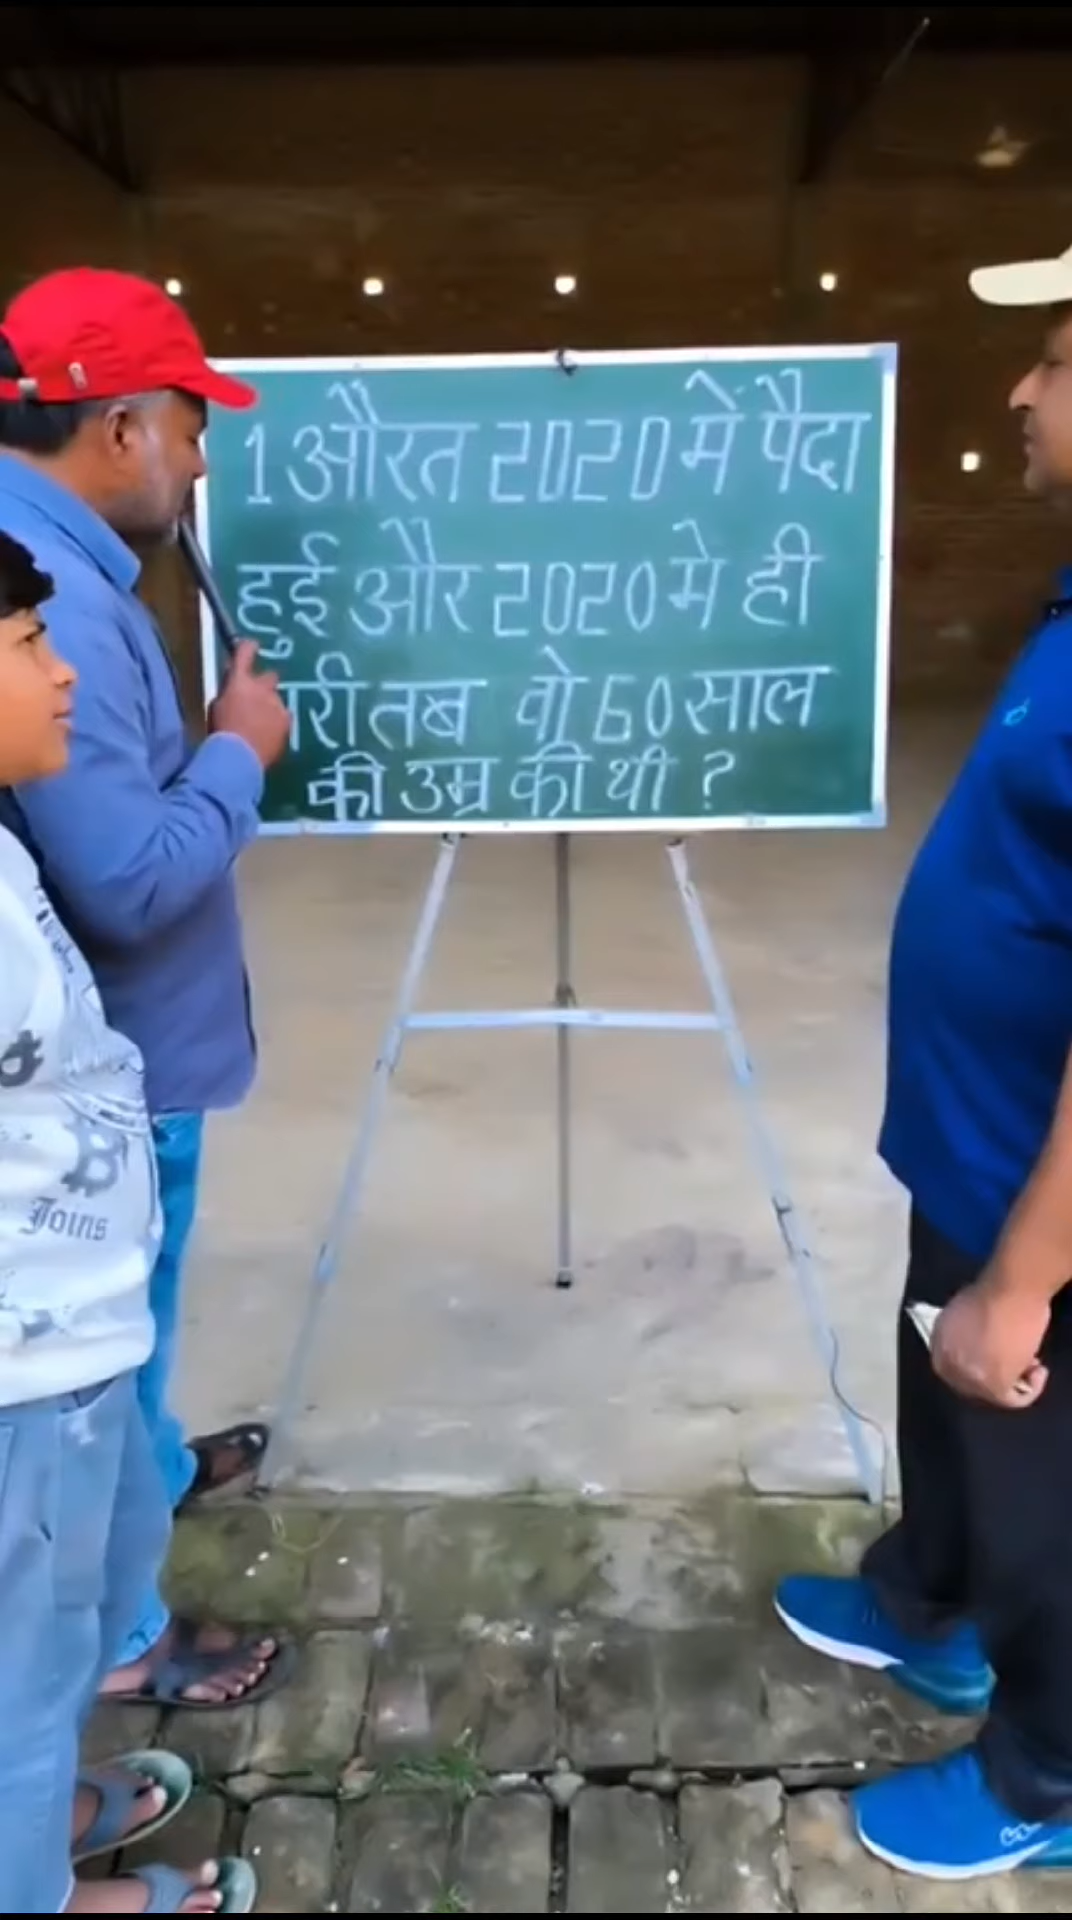 1 औरत 2020 में पैदा
हुई और 2020 मे ही
तब वो 60 साल
की उम्र की थी ?
Joins